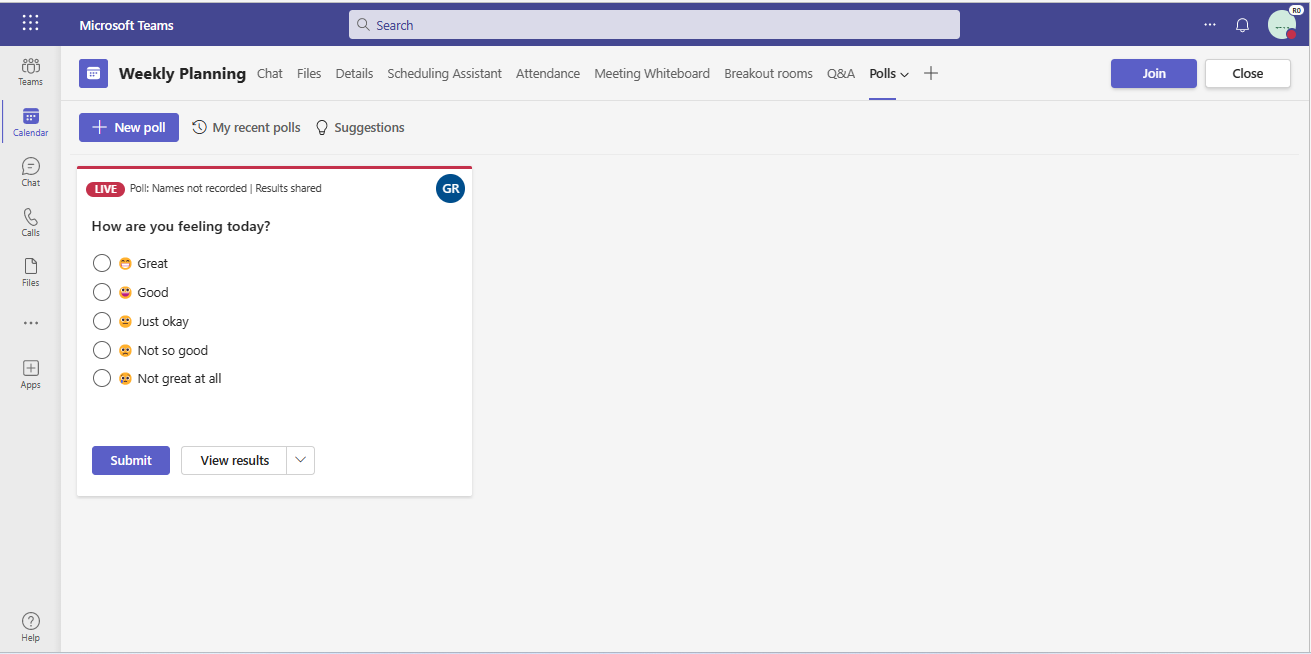 Microsoft Teams
Search
RO
Teams
Calendar
Chat
Calls
Files
Apps
Help
Weekly Planning Chat Files Details Scheduling Assistant Attendance Meeting Whiteboard Breakout rooms Q&A Polls
Join Close
New poll My recent polls Suggestions
LIVE Poll: Names not recorded | Results shared GR
How are you feeling today?
Great
Good
Just okay
Not so good
Not great at all
Submit View results